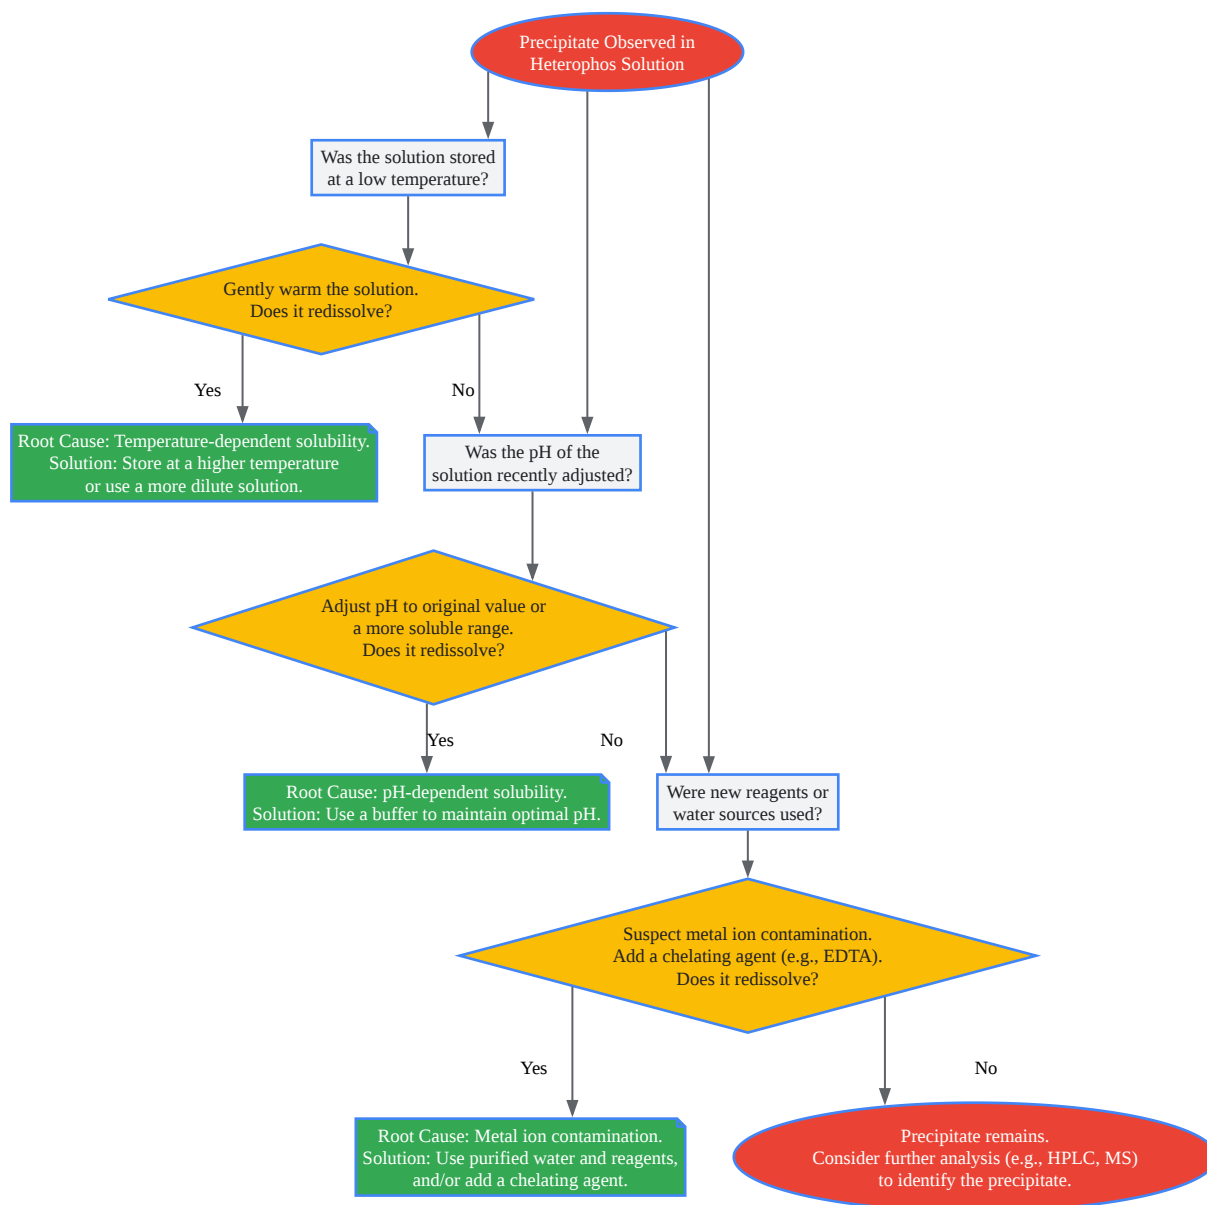 Precipitate Observed in
Heterophos Solution
Was the solution stored
at a low temperature?
Gently warm the solution.
Does it redissolve?
Yes
No
Root Cause: Temperature-dependent solubility.
Solution: Store at a higher temperature
or use a more dilute solution.
Was the pH of the
solution recently adjusted?
Adjust pH to original value or
a more soluble range.
Does it redissolve?
Yes
No
Root Cause: pH-dependent solubility.
Solution: Use a buffer to maintain optimal pH.
Were new reagents or
water sources used?
Suspect metal ion contamination.
Add a chelating agent (e.g., EDTA).
Does it redissolve?
Yes
No
Root Cause: Metal ion contamination.
Solution: Use purified water and reagents,
and/or add a chelating agent.
Precipitate remains.
Consider further analysis (e.g., HPLC, MS)
to identify the precipitate.